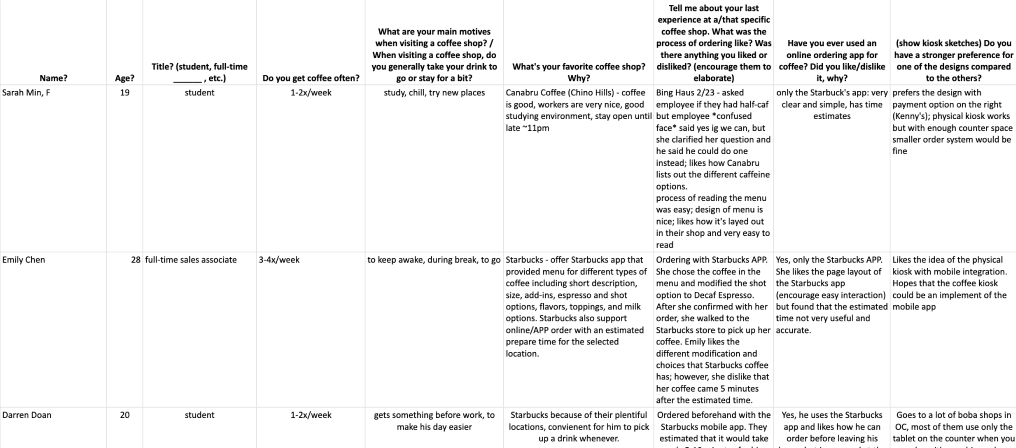 Name?
Age?
Title? (student, full-time
______ , etc.)
Do you get coffee often?
What are your main motives
when visiting a coffee shop? /
When visiting a coffee shop, do
you generally take your drink to
go or stay for a bit?
What's your favorite coffee shop?
Why?
Tell me about your last
experience at a/that specific
coffee shop. What was the
process of ordering like? Was
there anything you liked or
disliked? (encourage them to
elaborate)
Have you ever used an
online ordering app for
coffee? Did you like/dislike
it, why?
(show kiosk sketches) Do you
have a stronger preference for
one of the designs compared
to the others?
Sarah Min, F
19
student
1-2x/week
study, chill, try new places
Canabru Coffee (Chino Hills) - coffee
is good, workers are very nice, good
studying environment, stay open until
late ~11pm
Bing Haus 2/23 - asked
employee if they had half-caf
but employee *confused
face* said yes ig we can, but
she clarified her question and
he said he could do one
instead; likes how Canabru
lists out the different caffeine
options.
process of reading the menu
was easy; design of menu is
nice; likes how it's layed out
in their shop and very easy to
read
only the Starbuck's app: very
clear and simple, has time
estimates
prefers the design with
payment option on the right
(Kenny's); physical kiosk works
but with enough counter space
smaller order system would be
fine
Emily Chen
28
full-time sales associate
3-4x/week
to keep awake, during break, to go
Starbucks - offer Starbucks app that
provided menu for different types of
coffee including short description,
size, add-ins, espresso and shot
options, flavors, toppings, and milk
options. Starbucks also support
online/APP order with an estimated
prepare time for the selected
location.
Ordering with Starbucks APP.
She chose the coffee in the
menu and modified the shot
option to Decaf Espresso.
After she confirmed with her
order, she walked to the
Starbucks store to pick up her
coffee. Emily likes the
different modification and
choices that Starbucks coffee
has; however, she dislike that
her coffee came 5 minutes
after the estimated time.
Yes, only the Starbucks APP.
She likes the page layout of
the Starbucks app
(encourage easy interaction)
but found that the estimated
time not very useful and
accurate.
Likes the idea of the physical
kiosk with mobile integration.
Hopes that the coffee kiosk
could be an implement of the
mobile app
Darren Doan
20
student
1-2x/week
gets something before work, to
make his day easier
Starbucks because of their plentiful
locations, convienent for him to pick
up a drink whenever.
Ordered beforehand with the
Starbucks mobile app. They
estimated that it would take
Yes, he uses the Starbucks
app and likes how he can
order before leaving his
Goes to a lot of boba shops in
OC, most of them use only the
tablet on the counter when you